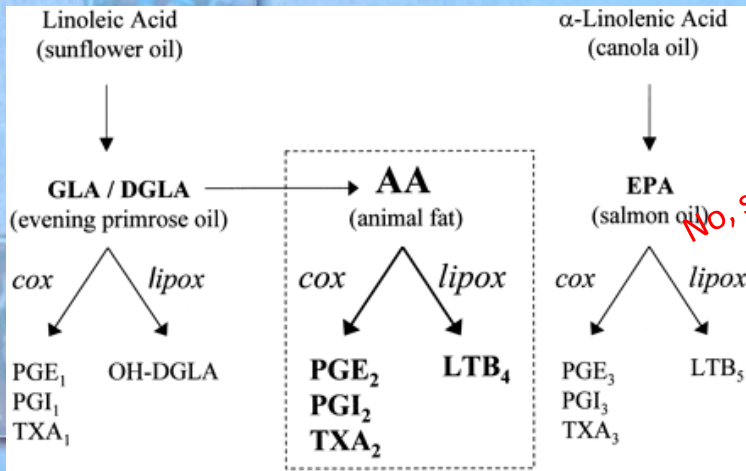 Linoleic Acid
(sunflower oil)
α-Linolenic Acid
(canola oil)
GLA / DGLA
(evening primrose oil)
AA
(animal fat)
EPA
(salmon oil)
No,
cox
lipox
cox
lipox
cox
lipox
PGE₁
PGI₁
TXA₁
OH-DGLA
PGE₂
PGI₂
TXA₂
LTB₄
PGE₃
PGI₃
TXA₃
LTB₅